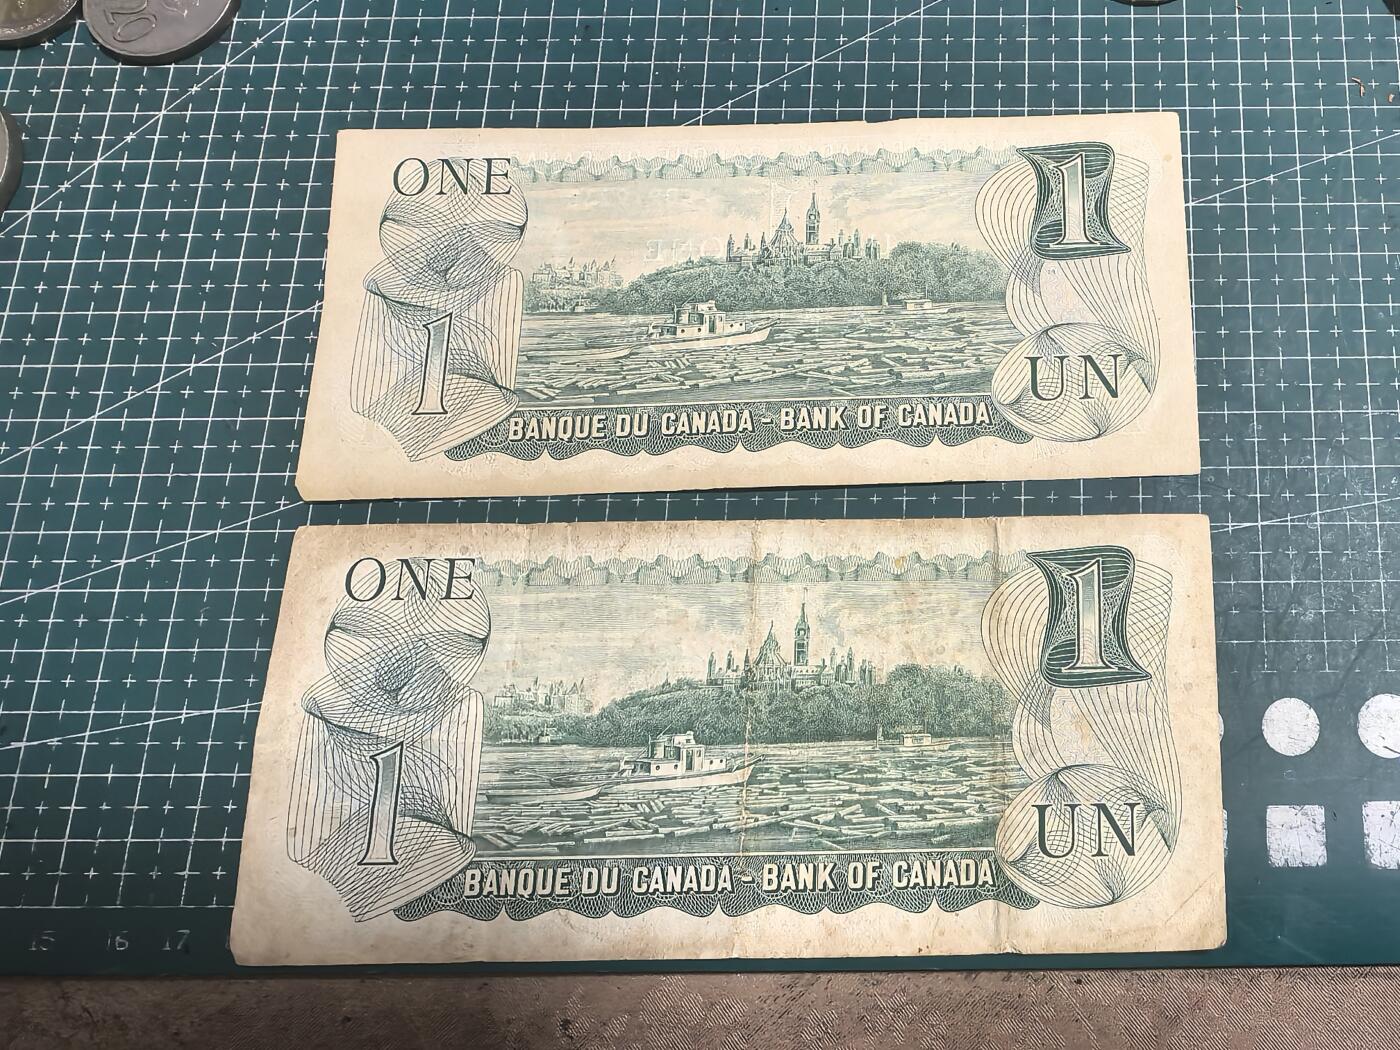 ONE
1
1
UN
BANQUE DU CANADA - BANK OF CANADA
ONE
1
1
UN
BANQUE DU CANADA - BANK OF CANADA
15 16 17